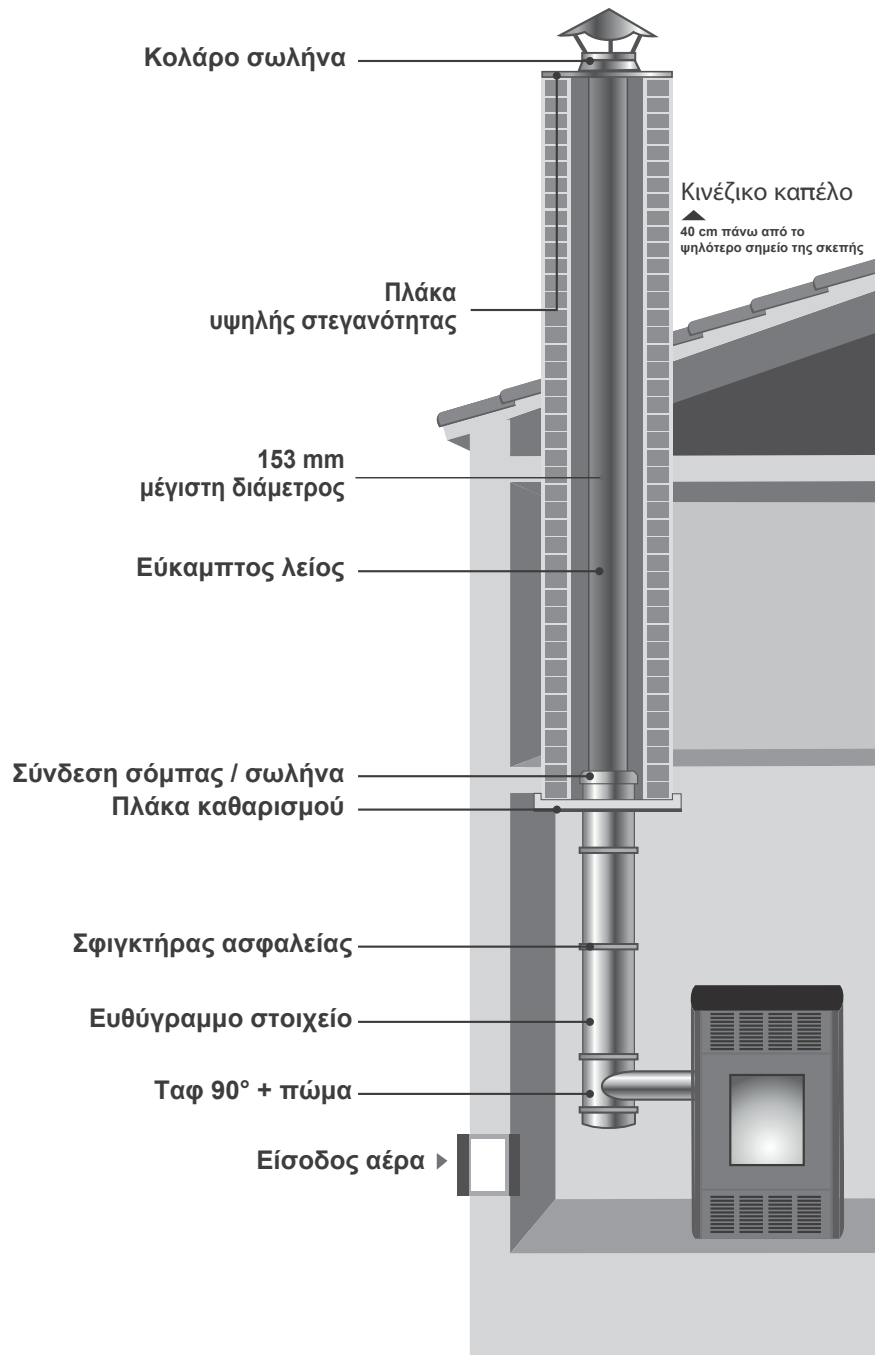 Κολάρο σωλήνα
Κινέζικο καπέλο
40 cm πάνω από το
ψηλότερο σημείο της σκεπής
Πλάκα
υψηλής στεγανότητας
153 mm
μέγιστη διάμετρος
Εύκαμπτος λείος
Σύνδεση σόμπας / σωλήνα
Πλάκα καθαρισμού
Σφιγκτήρας ασφαλείας
Ευθύγραμμο στοιχείο
Ταφ 90° + πώμα
Είσοδος αέρα